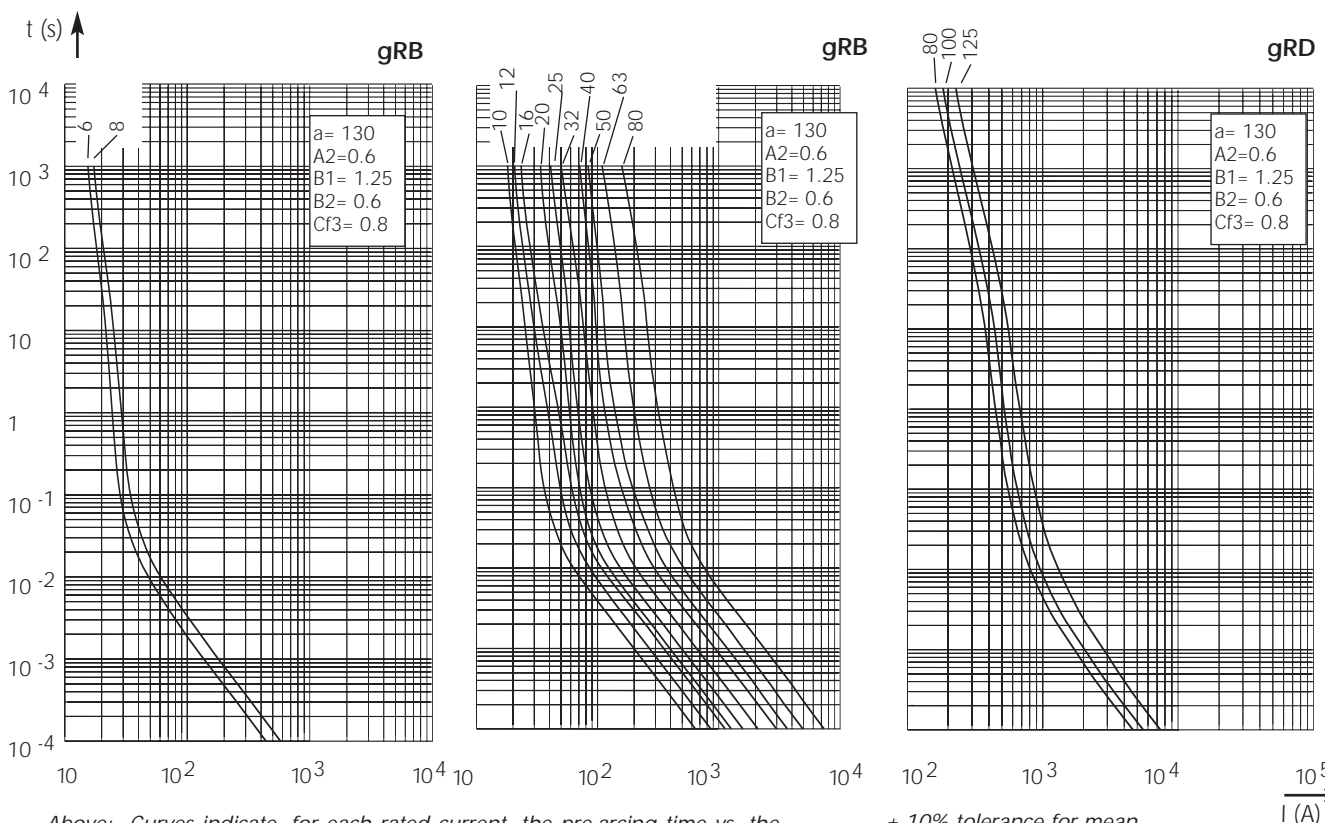 t (s)
gRB
6
8
a= 130
A2=0.6
B1= 1.25
B2= 0.6
Cf3= 0.8
10 4
10 3
10 2
10
1
10 -1
10 -2
10 -3
10 -4
10
10 2
10 3
10 4
gRB
10
12
16
20
25
32
40
50
63
80
a= 130
A2=0.6
B1= 1.25
B2= 0.6
Cf3= 0.8
10
10 2
10 3
10 4
gRD
80
100
125
a= 130
A2=0.6
B1= 1.25
B2= 0.6
Cf3= 0.8
10 2
10 3
10 4
10 5
I (A)
Above: Curves indicate, for each rated current, the pre-arcing time vs. the
± 10% tolerance for mean